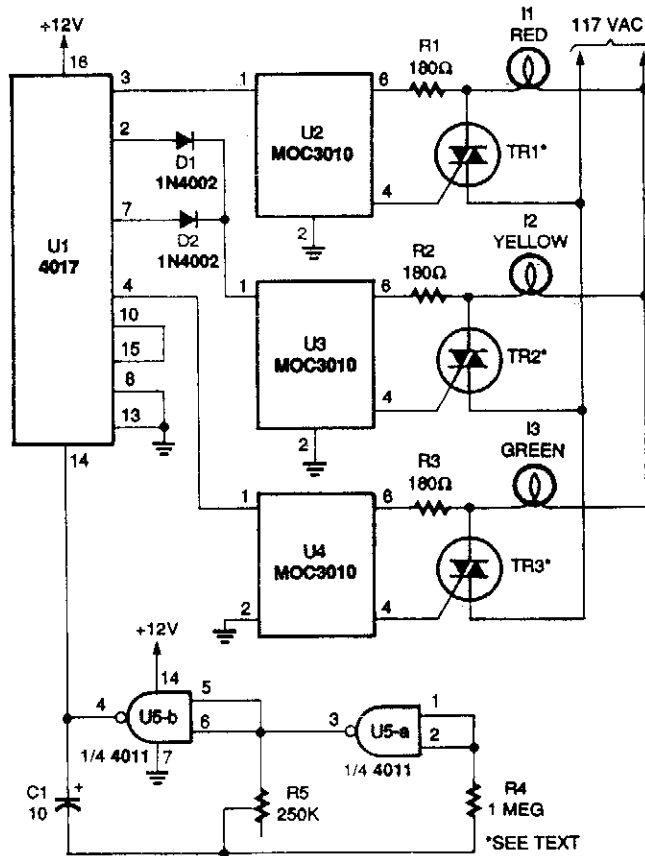 +12V
16
U1
4017
3
2
7
4
10
15
8
13
14
D1
1N4002
D2
1N4002
1
U2
MOC3010
6
4
2
R1
180Ω
I1
RED
117 VAC
TR1*
1
U3
MOC3010
6
4
2
R2
180Ω
I2
YELLOW
TR2*
1
U4
MOC3010
6
4
2
R3
180Ω
I3
GREEN
TR3*
+12V
14
4
U5-b
5
6
7
1/4 4011
3
U5-a
1
2
1/4 4011
C1
10
+
R5
250K
R4
1 MEG
*SEE TEXT